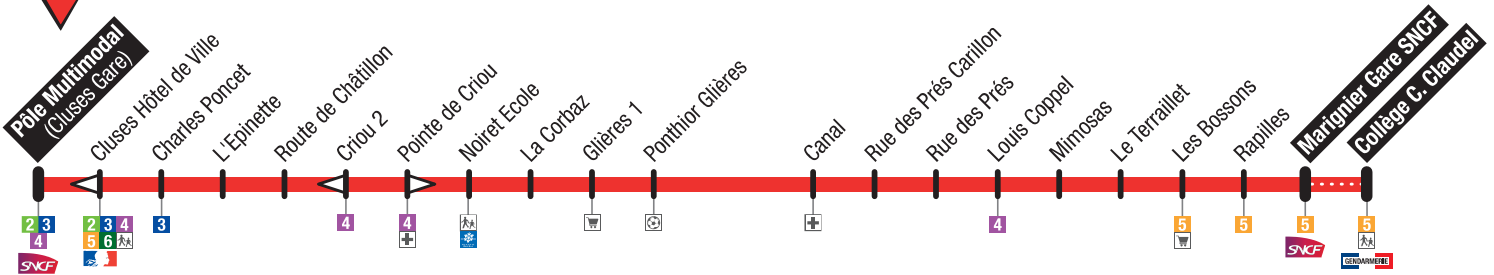 Pôle Multimodal
(Cluses Gare)
Cluses Hôtel de Ville
Charles Poncet
L'Epinette
Route de Châtillon
Criou 2
Pointe de Criou
Noiret Ecole
La Corbaz
Glières 1
Ponthior Glières
Canal
Rue des Prés Carillon
Rue des Prés
Louis Coppel
Mimosas
Le Terraillet
Les Bossons
Rapilles
Marignier Gare SNCF
Collège C. Claudel
2 3
4
SNCF
2 3 4
5 6
3
4
4
4
5
5
5
SNCF
5
GENDARMERIE